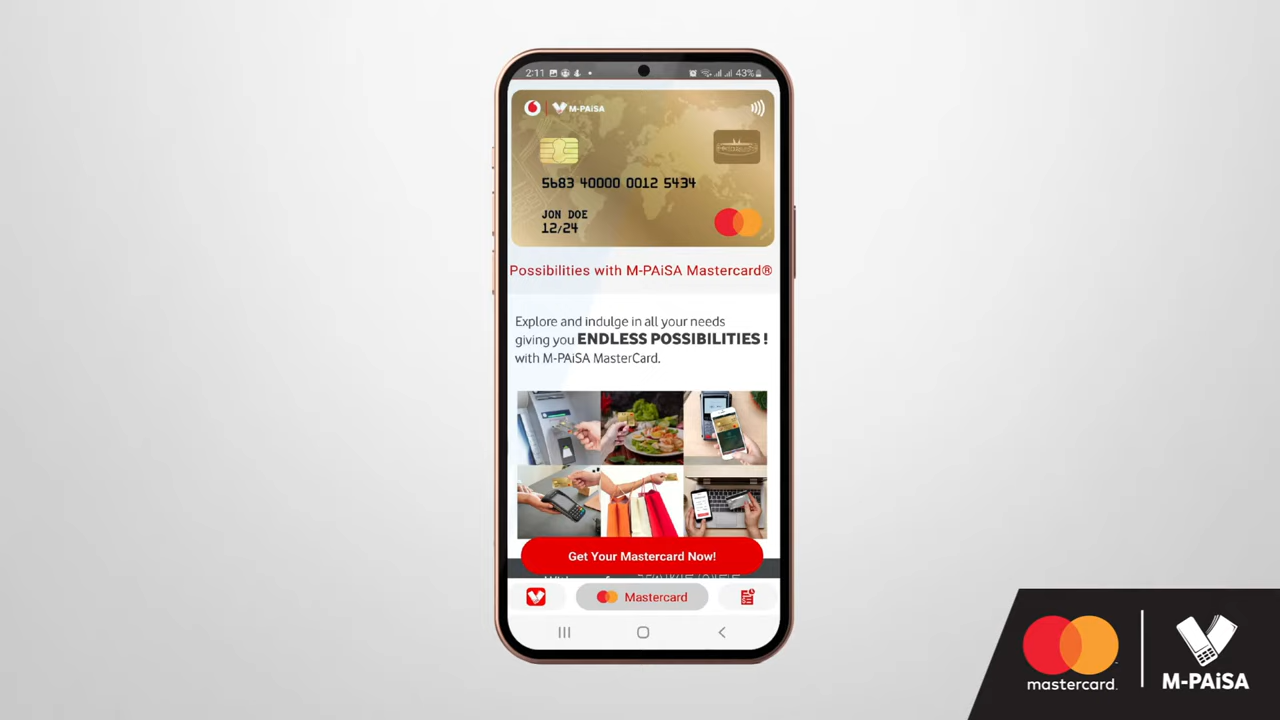 2:11
43%
M-PAiSA
5683 40000 0012 5434
JON DOE
12/24
Possibilities with M-PAiSA Mastercard®
Explore and indulge in all your needs
giving you ENDLESS POSSIBILITIES !
with M-PAiSA MasterCard.
Get Your Mastercard Now!
Mastercard
mastercard.
M-PAiSA